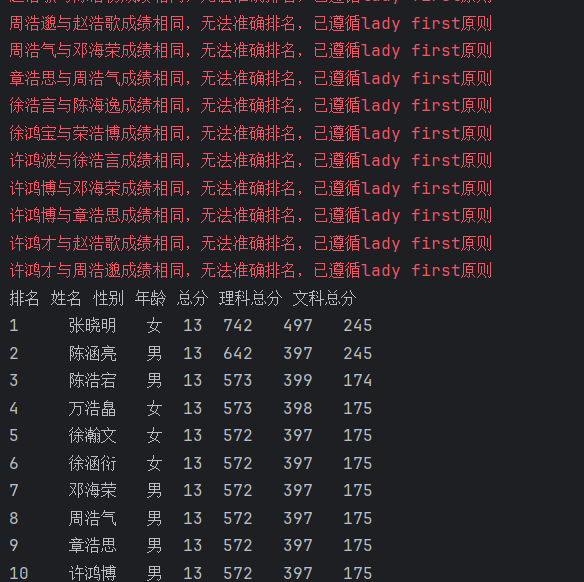 周浩邈与赵浩歌成绩相同，无法准确排名，已遵循lady first原则
周浩气与邓海荣成绩相同，无法准确排名，已遵循lady first原则
章浩思与周浩气成绩相同，无法准确排名，已遵循lady first原则
徐浩言与陈海逸成绩相同，无法准确排名，已遵循lady first原则
徐鸿宝与荣浩博成绩相同，无法准确排名，已遵循lady first原则
许鸿波与徐浩言成绩相同，无法准确排名，已遵循lady first原则
许鸿博与邓海荣成绩相同，无法准确排名，已遵循lady first原则
许鸿博与章浩思成绩相同，无法准确排名，已遵循lady first原则
许鸿才与赵浩歌成绩相同，无法准确排名，已遵循lady first原则
许鸿才与周浩邈成绩相同，无法准确排名，已遵循lady first原则
排名 姓名 性别 年龄 总分 理科总分 文科总分
1 张晓明 女 13 742 497 245
2 陈涵亮 男 13 642 397 245
3 陈浩宕 男 13 573 399 174
4 万浩皛 女 13 573 398 175
5 徐瀚文 女 13 572 397 175
6 徐涵衍 女 13 572 397 175
7 邓海荣 男 13 572 397 175
8 周浩气 男 13 572 397 175
9 章浩思 男 13 572 397 175
10 许鸿博 男 13 572 397 175